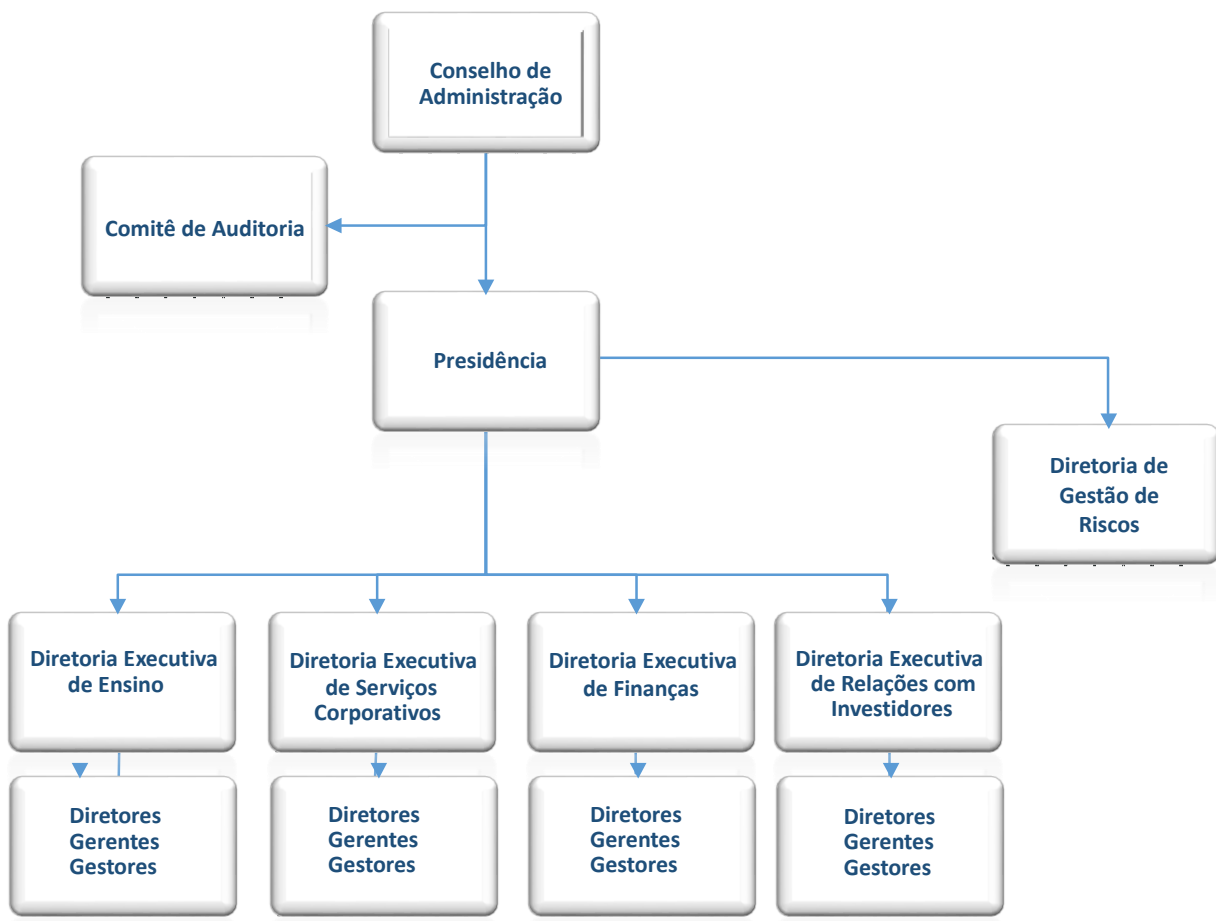 Conselho de
Administração
Comitê de Auditoria
Presidência
Diretoria de
Gestão de
Riscos
Diretoria Executiva
de Ensino
Diretoria Executiva
de Serviços
Corporativos
Diretoria Executiva
de Finanças
Diretoria Executiva
de Relações com
Investidores
Diretores
Gerentes
Gestores
Diretores
Gerentes
Gestores
Diretores
Gerentes
Gestores
Diretores
Gerentes
Gestores